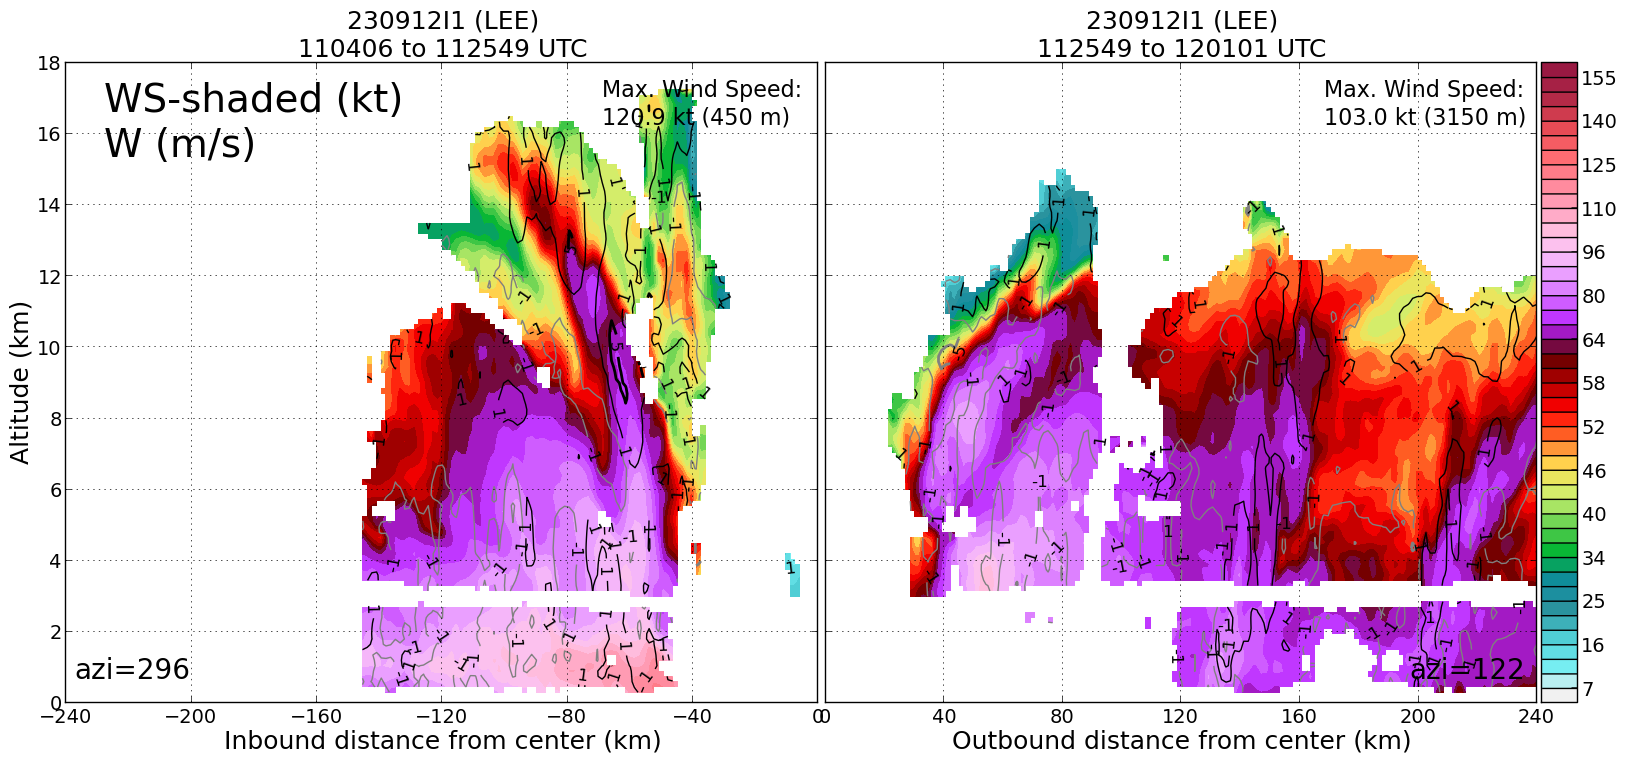 230912I1 (LEE)
110406 to 112549 UTC
230912I1 (LEE)
112549 to 120101 UTC
WS-shaded (kt)
W (m/s)
Max. Wind Speed:
120.9 kt (450 m)
Max. Wind Speed:
103.0 kt (3150 m)
azi=296
azi=122
Altitude (km)
18
16
14
12
10
8
6
4
2
0
−240
−200
−160
−120
−80
−40
0
0
40
80
120
160
200
240
Inbound distance from center (km)
Outbound distance from center (km)
155
140
125
110
96
80
64
58
52
46
40
34
25
16
7